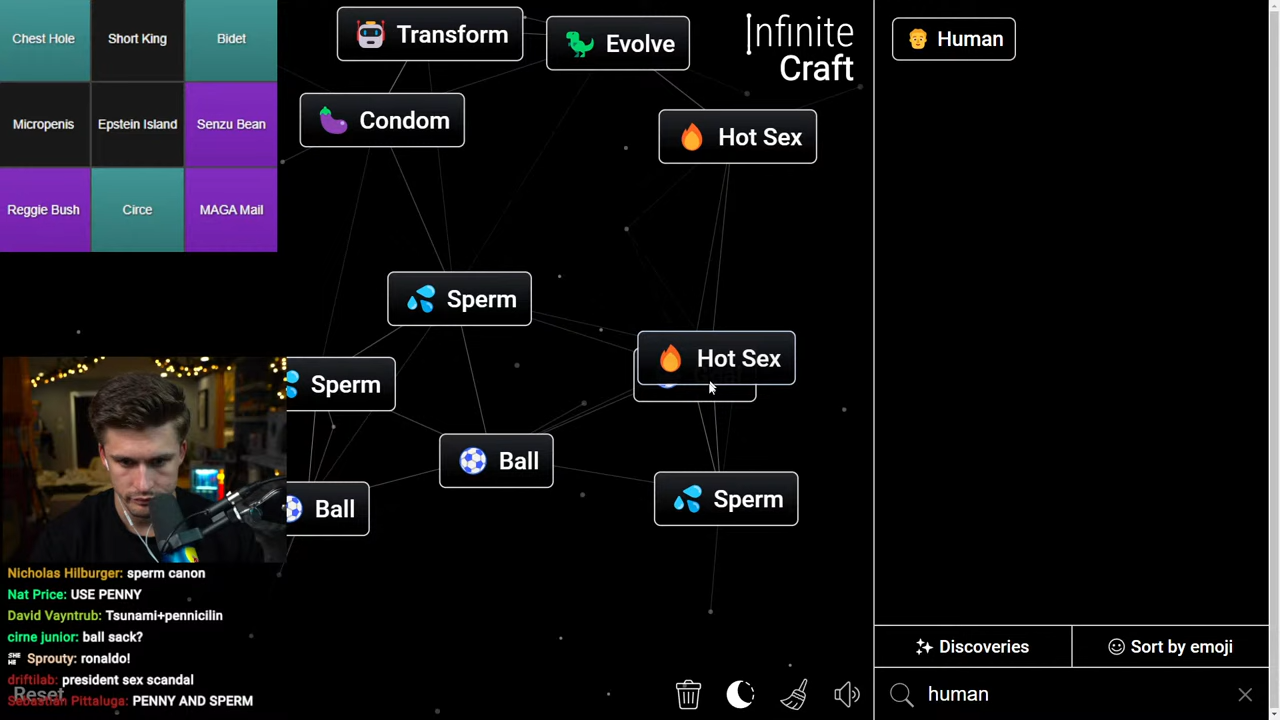 Chest Hole
Short King
Bidet
Micropenis
Epstein Island
Senzu Bean
Reggie Bush
Circe
MAGA Mail
Transform
Evolve
Infinite
Craft
Human
Condom
Hot Sex
Sperm
Hot Sex
Sperm
Ball
Sperm
Ball
Nicholas Hilburger: sperm canon
Nat Price: USE PENNY
David Vayntrub: Tsunami+pennicilin
cirne junior: ball sack?
SHE HE Sprouty: ronaldo!
driftilab: president sex scandal
Reset
Sebastian Pittaluga: PENNY AND SPERM
Discoveries
Sort by emoji
human